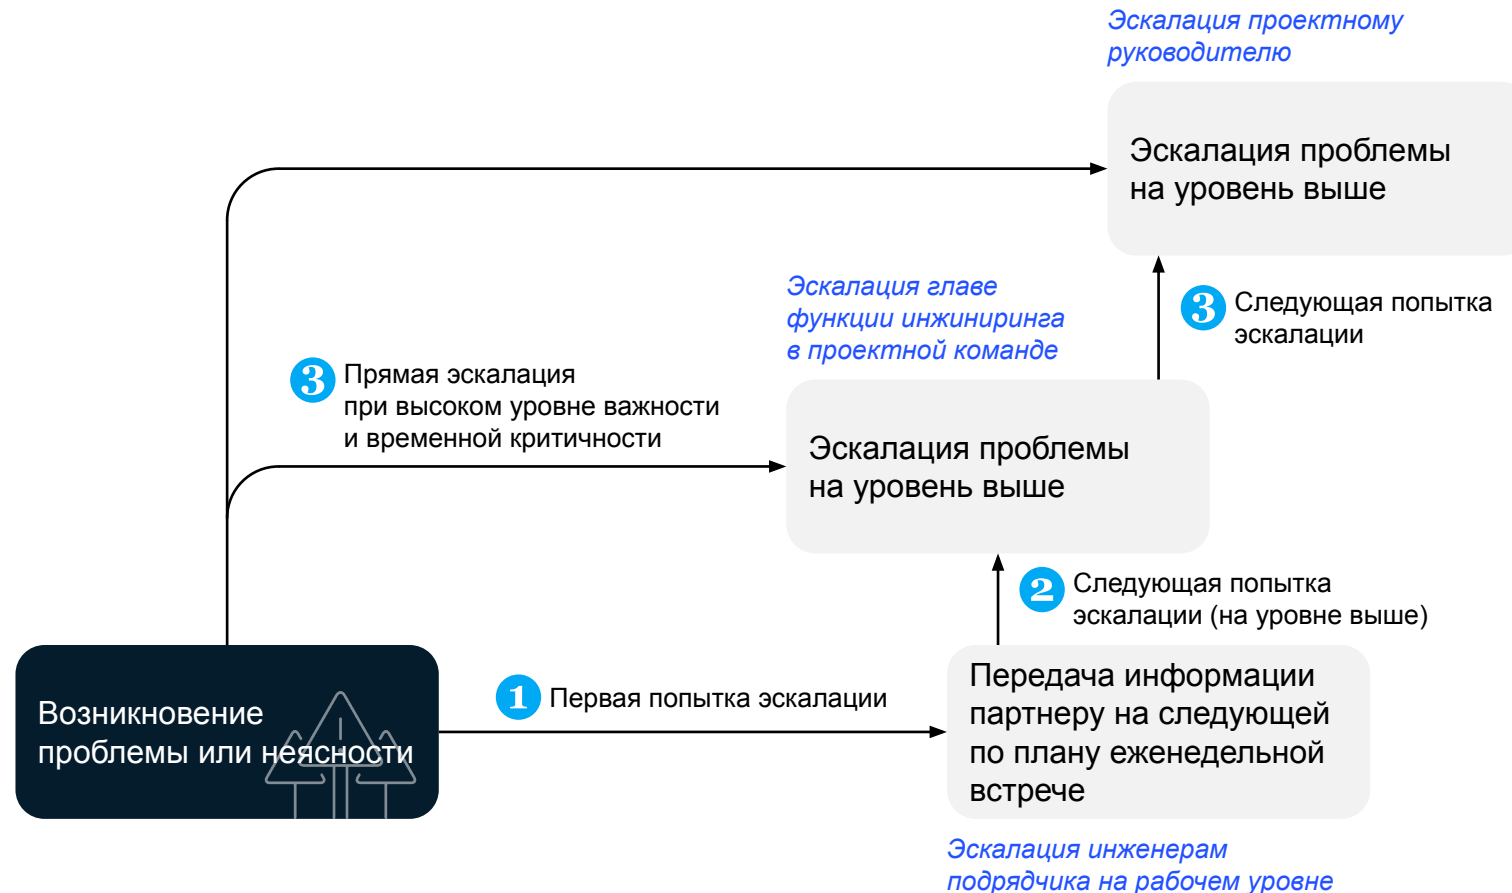 Эскалация проектному
руководителю
Эскалация проблемы
на уровень выше
Эскалация главе
функции инжиниринга
в проектной команде
3 Следующая попытка
эскалации
3 Прямая эскалация
при высоком уровне важности
и временной критичности
Эскалация проблемы
на уровень выше
2 Следующая попытка
эскалации (на уровне выше)
Возникновение
проблемы или неясности
1 Первая попытка эскалации
Передача информации
партнеру на следующей
по плану еженедельной
встрече
Эскалация инженерам
подрядчика на рабочем уровне